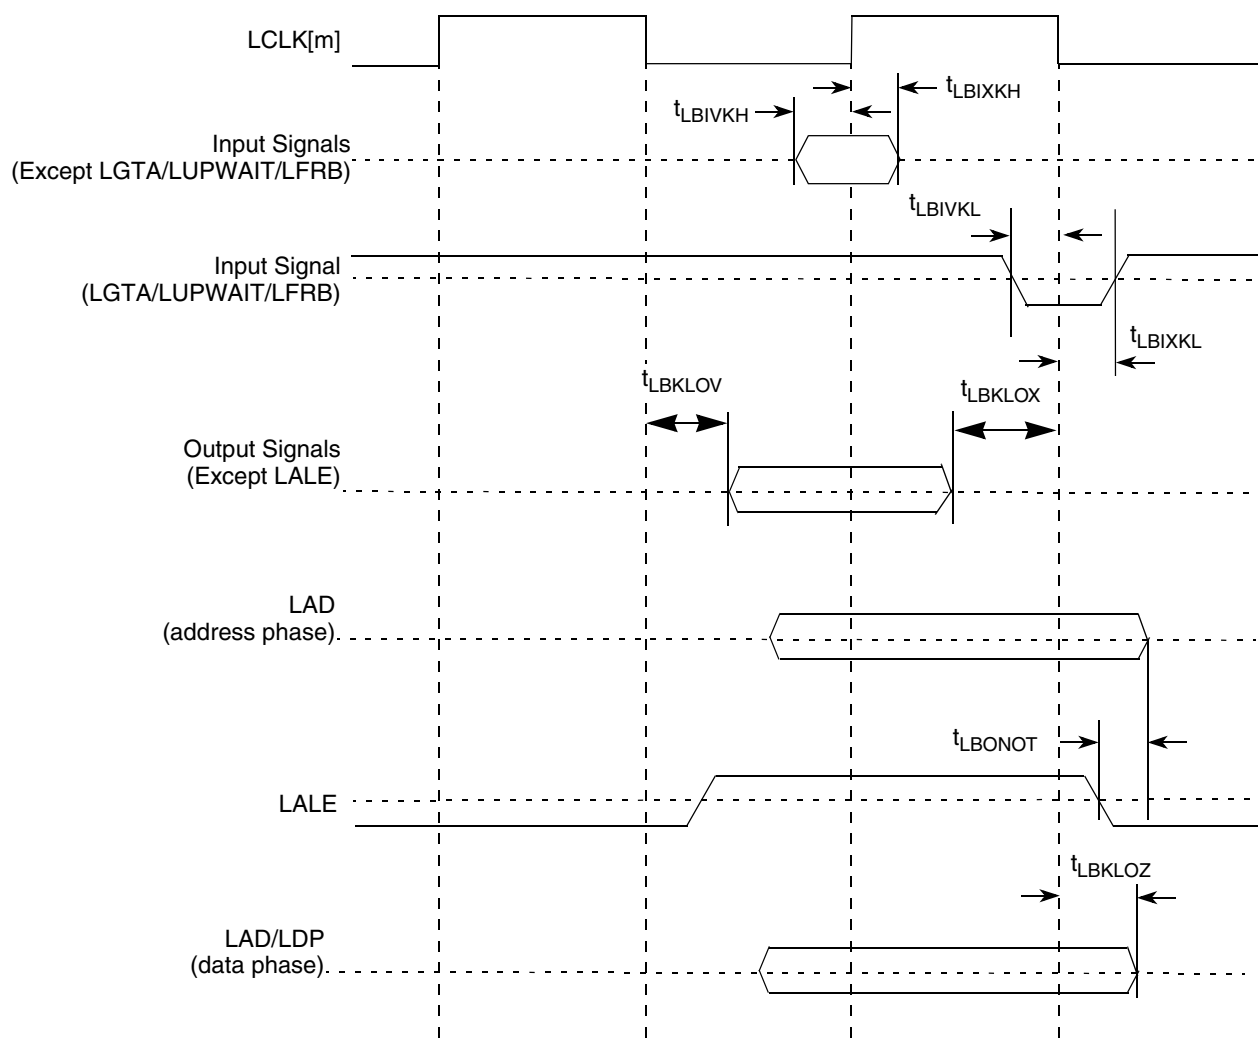 LCLK[m]
tLBIXKH
tLBIVKH
Input Signals
(Except LGTA/LUPWAIT/LFRB)
tLBIVKL
Input Signal
(LGTA/LUPWAIT/LFRB)
tLBIXKL
tLBKLOV
tLBKLOX
Output Signals
(Except LALE)
LAD
(address phase)
tLBONOT
LALE
tLBKLOZ
LAD/LDP
(data phase)